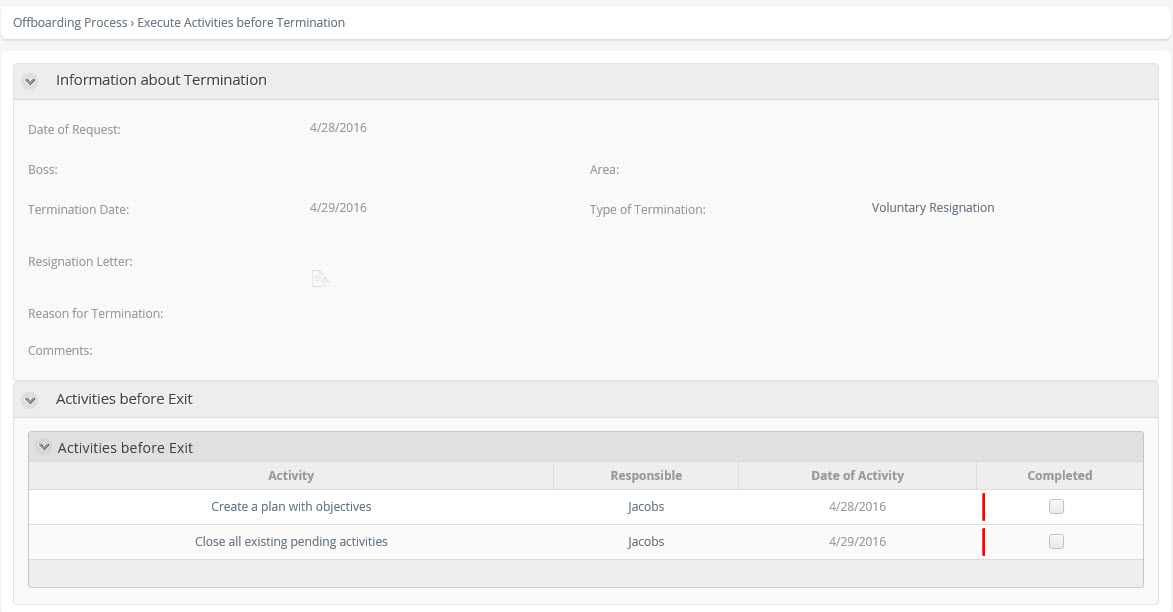 Offboarding Process › Execute Activities before Termination
Information about Termination
Date of Request: 4/28/2016
Boss: Area:
Termination Date: 4/29/2016 Type of Termination: Voluntary Resignation
Resignation Letter:
Reason for Termination:
Comments:
Activities before Exit
Activities before Exit
Activity Responsible Date of Activity Completed
Create a plan with objectives Jacobs 4/28/2016
Close all existing pending activities Jacobs 4/29/2016